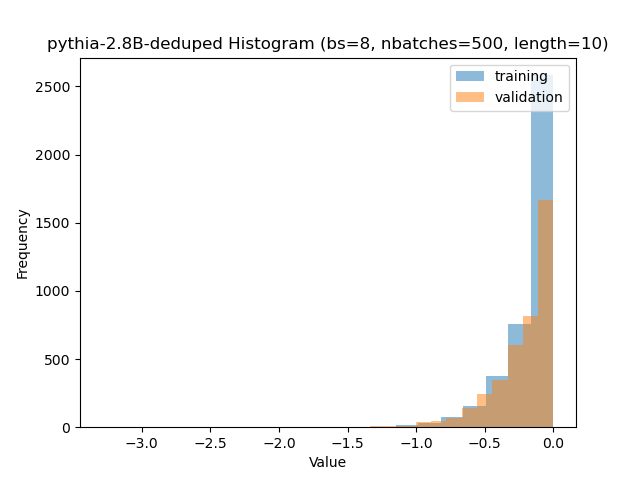 pythia-2.8B-deduped Histogram (bs=8, nbatches=500, length=10)
training
validation
2500
2000
1500
1000
500
0
Frequency
−3.0 −2.5 −2.0 −1.5 −1.0 −0.5 0.0
Value